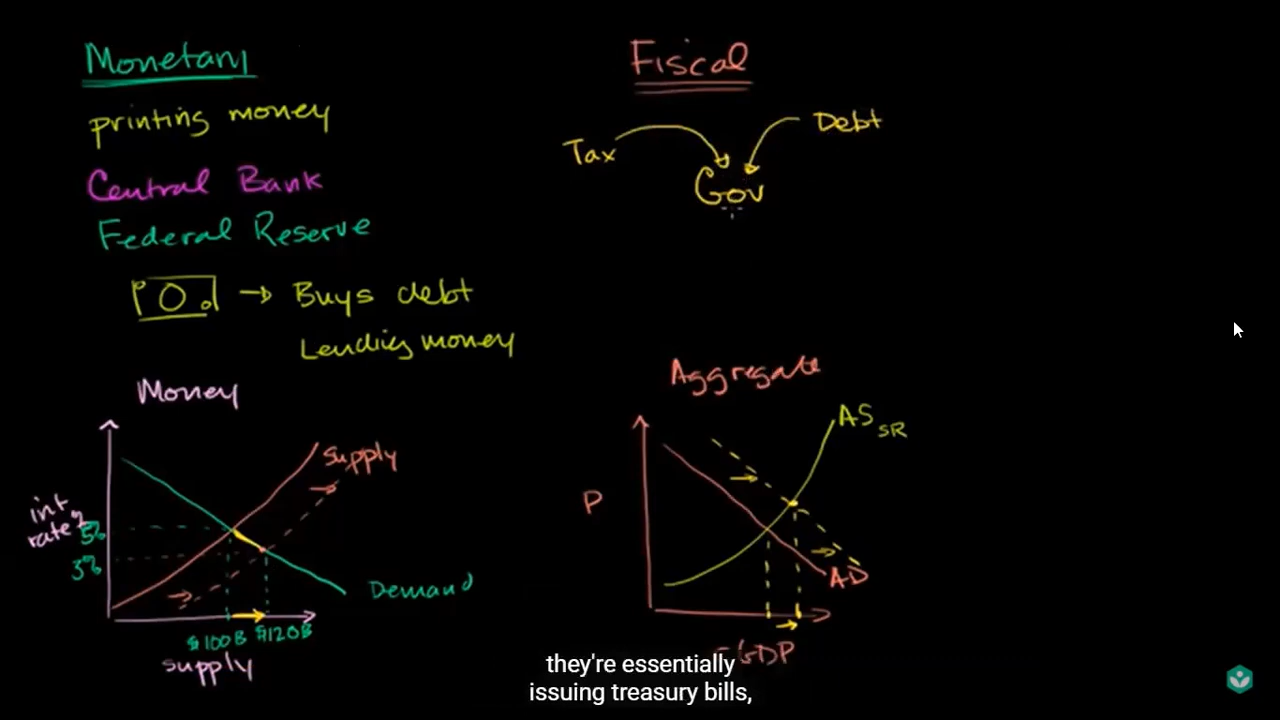 Monetary
printing money
Central Bank
Federal Reserve
→ Buys debt
Lending money
Money
int
rate
5%
3%
Supply
Demand
$100B $120B
supply
Fiscal
Tax
Debt
Gov
Aggregate
P
AS SR
AD
GDP
they're essentially
issuing treasury bills,